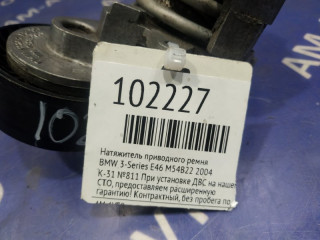 102227
Натяжитель приводного ремня
BMW 3-Series E46 M54B22 2004
К-31 №811 При установке ДВС на нашем
СТО, предоставляем расширенную
гарантию! Контрактный, без пробега по